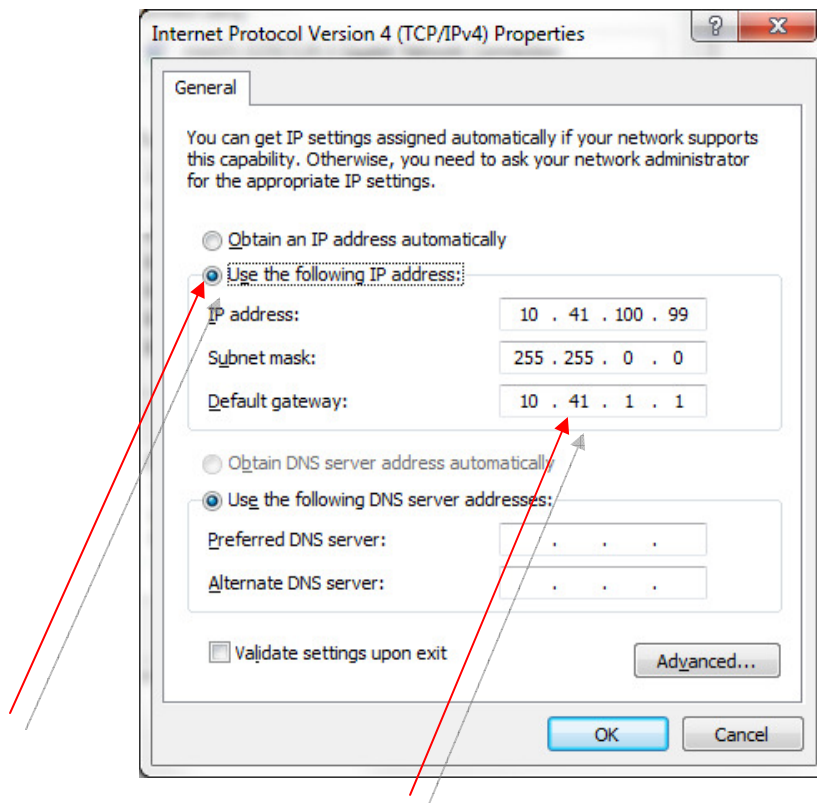 Internet Protocol Version 4 (TCP/IPv4) Properties
General
You can get IP settings assigned automatically if your network supports
this capability. Otherwise, you need to ask your network administrator
for the appropriate IP settings.
Obtain an IP address automatically
Use the following IP address:
IP address: 10 . 41 . 100 . 99
Subnet mask: 255 . 255 . 0 . 0
Default gateway: 10 . 41 . 1 . 1
Obtain DNS server address automatically
Use the following DNS server addresses:
Preferred DNS server: . . .
Alternate DNS server: . . .
Validate settings upon exit
Advanced...
OK Cancel